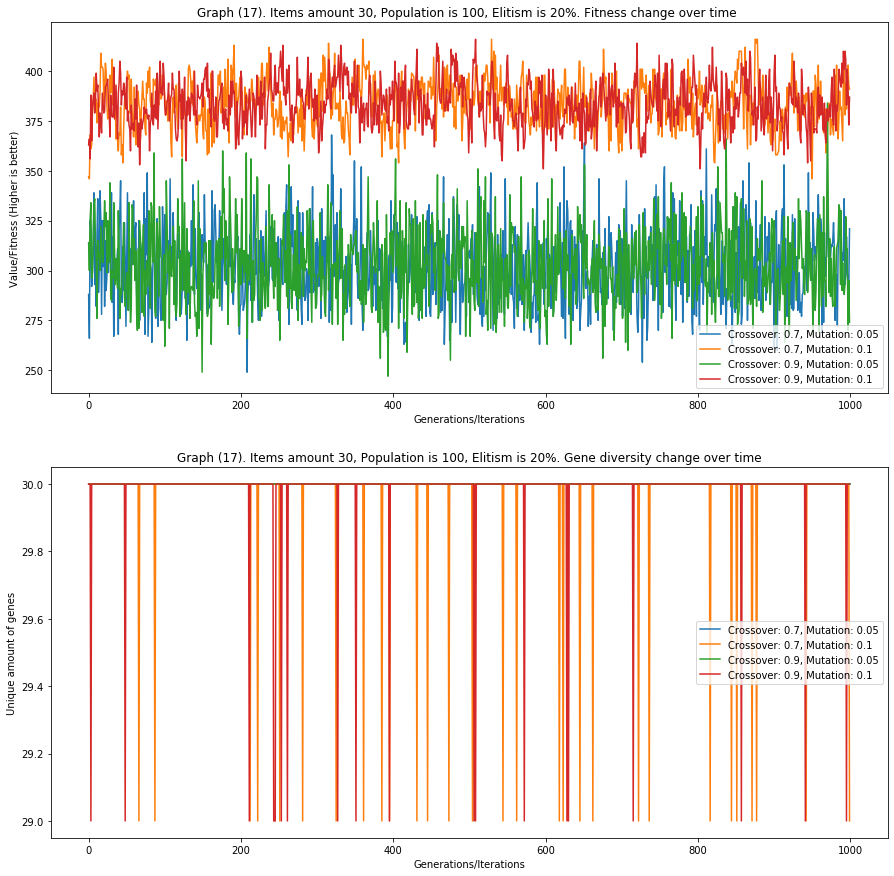 Graph (17). Items amount 30, Population is 100, Elitism is 20%. Fitness change over time
Value/Fitness (Higher is better)
400
375
350
325
300
275
250
Crossover: 0.7, Mutation: 0.05
Crossover: 0.7, Mutation: 0.1
Crossover: 0.9, Mutation: 0.05
Crossover: 0.9, Mutation: 0.1
0 200 400 600 800 1000
Generations/Iterations
Graph (17). Items amount 30, Population is 100, Elitism is 20%. Gene diversity change over time
Unique amount of genes
30.0
29.8
29.6
29.4
29.2
29.0
Crossover: 0.7, Mutation: 0.05
Crossover: 0.7, Mutation: 0.1
Crossover: 0.9, Mutation: 0.05
Crossover: 0.9, Mutation: 0.1
0 200 400 600 800 1000
Generations/Iterations